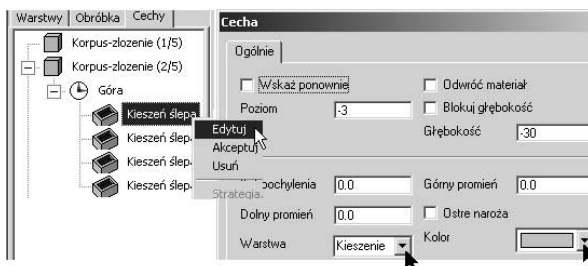 Warstwy Obróbka Cechy
Korpus-zlozenie (1/5)
Korpus-zlozenie (2/5)
Góra
Kieszeń ślepa
Kieszeń ślep
Kieszeń ślep
Kieszeń ślep
Edytuj
Akceptuj
Usuń
Strategia.
Cecha
Ogólnie
Wskaż ponownie
Odwróć materiał
Poziom -3
Blokuj głębokość
Głębokość -30
pochylenia 0.0
Górny promień 0.0
Dolny promień 0.0
Ostre naroża
Warstwa Kieszenie
Kolor